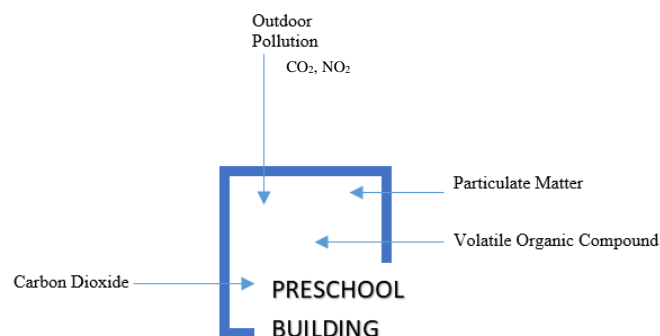 Outdoor
Pollution
CO₂, NO₂
Particulate Matter
Volatile Organic Compound
Carbon Dioxide
PRESCHOOL
BUILDING